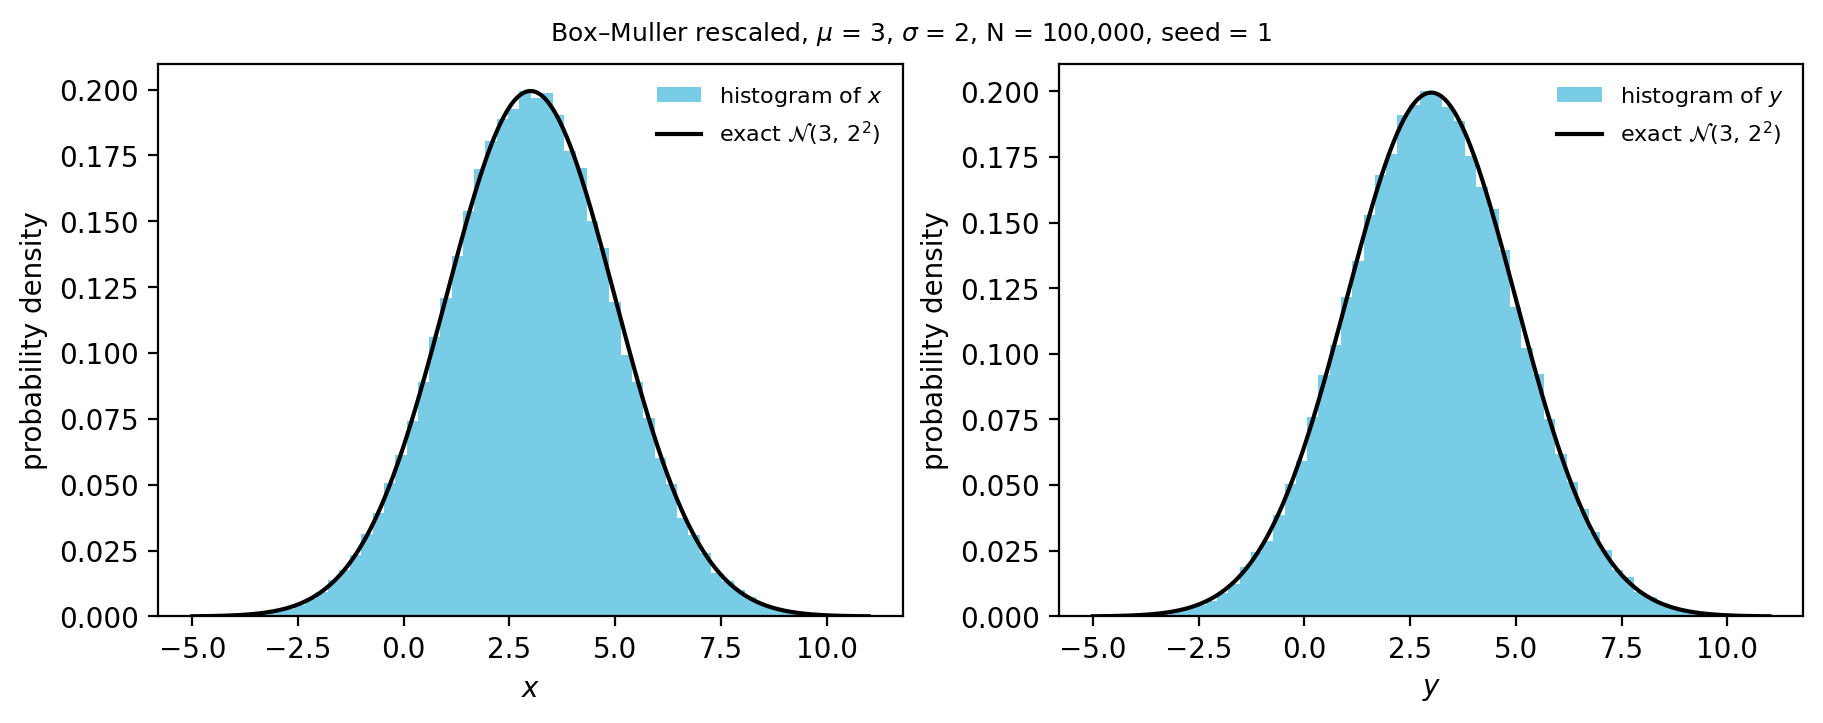 Box–Muller rescaled, μ = 3, σ = 2, N = 100,000, seed = 1
probability density
0.200
0.175
0.150
0.125
0.100
0.075
0.050
0.025
0.000
histogram of x
exact 𝒩(3, 2²)
−5.0 −2.5 0.0 2.5 5.0 7.5 10.0
x
probability density
0.200
0.175
0.150
0.125
0.100
0.075
0.050
0.025
0.000
histogram of y
exact 𝒩(3, 2²)
−5.0 −2.5 0.0 2.5 5.0 7.5 10.0
y